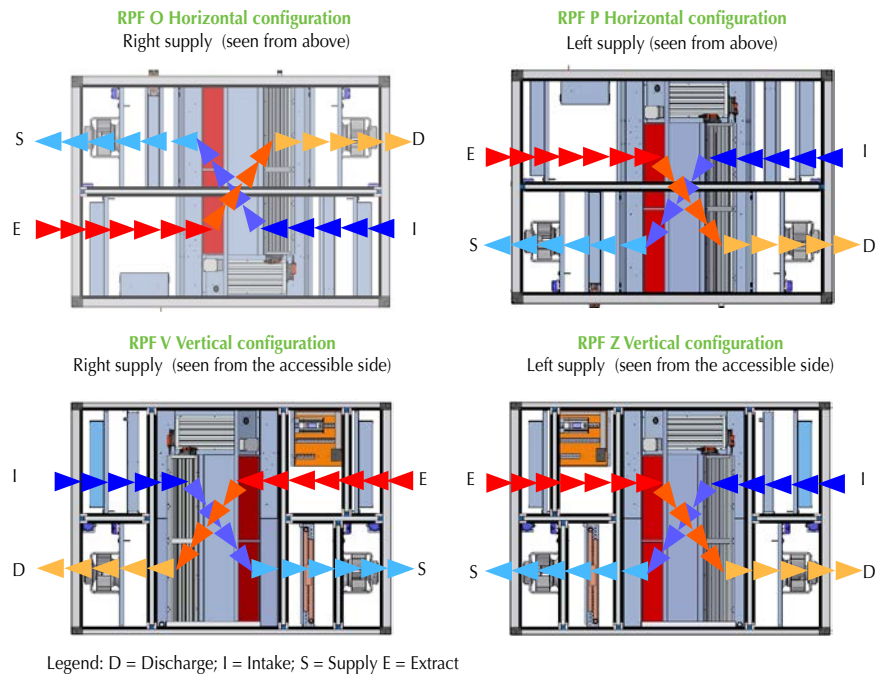 RPF O Horizontal configuration
Right supply (seen from above)
S
D
E
I
RPF P Horizontal configuration
Left supply (seen from above)
E
I
S
D
RPF V Vertical configuration
Right supply (seen from the accessible side)
I
E
D
S
RPF Z Vertical configuration
Left supply (seen from the accessible side)
E
I
S
D
Legend: D = Discharge; I = Intake; S = Supply E = Extract